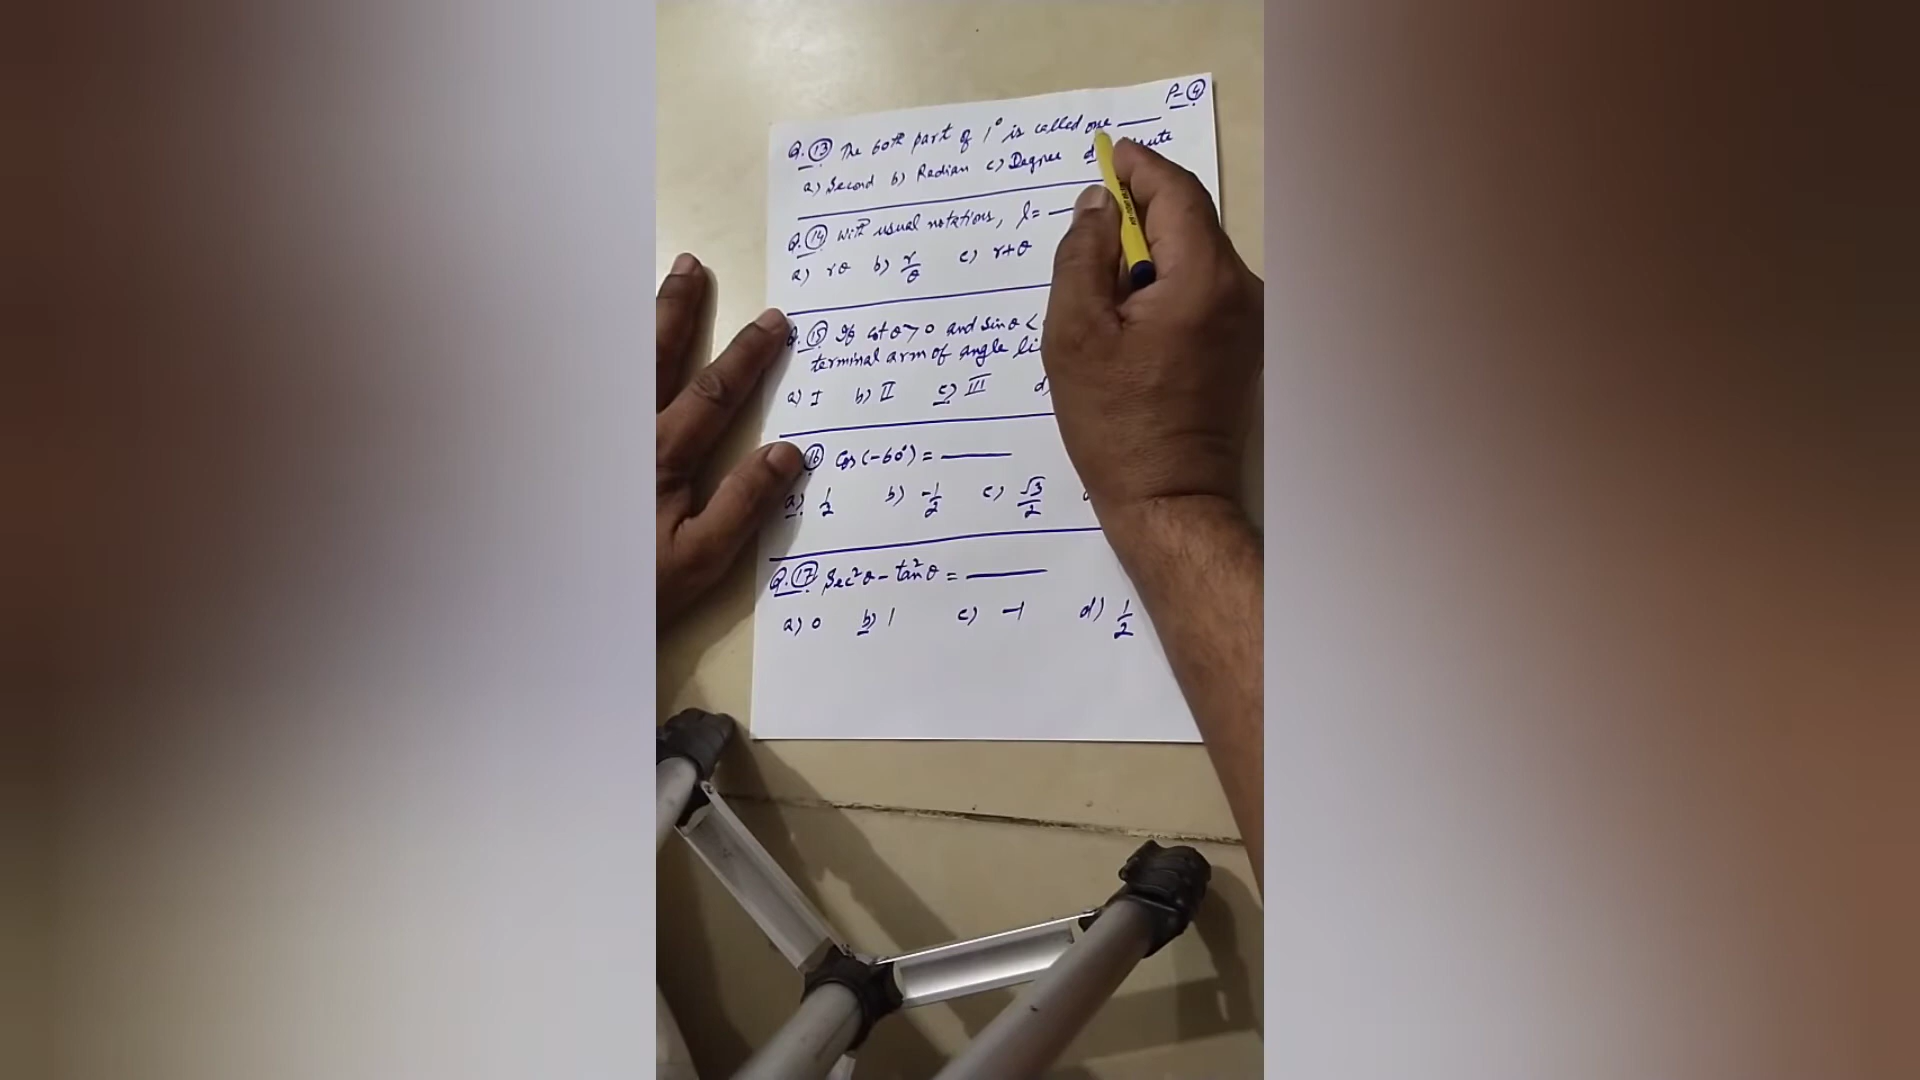 P-4
Q.13 The 60th part of 1° is called one ____
a) Second b) Radian c) Degree d)
Q.14 With usual notations, l = ____
a) rθ b) r/θ c) r+θ
Q.15 If cot θ > 0 and sin θ <
terminal arm of angle
a) I b) II c) III d)
16 Cos(-60°) = ____
a) 1/2 b) -1/2 c) √3/2
Q.17 Sec²θ - tan²θ = ____
a) 0 b) 1 c) -1 d) 1/2